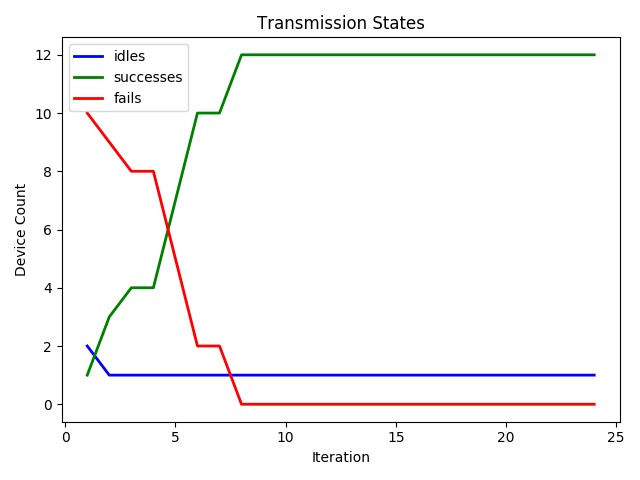 Transmission States
idles
successes
fails
Device Count
12
10
8
6
4
2
0
0 5 10 15 20 25
Iteration